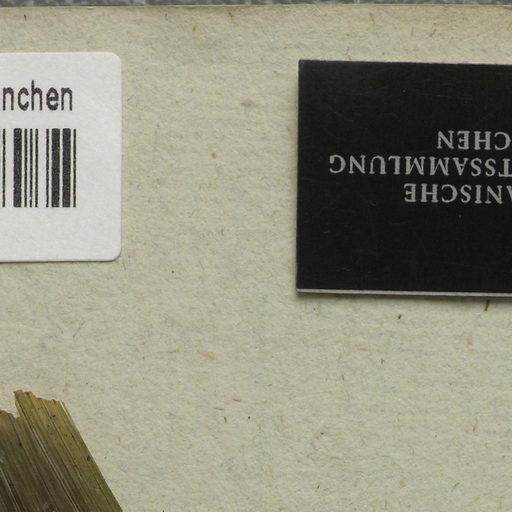 nchen
ANISCHE
TSSAMMLUNG
CHEN